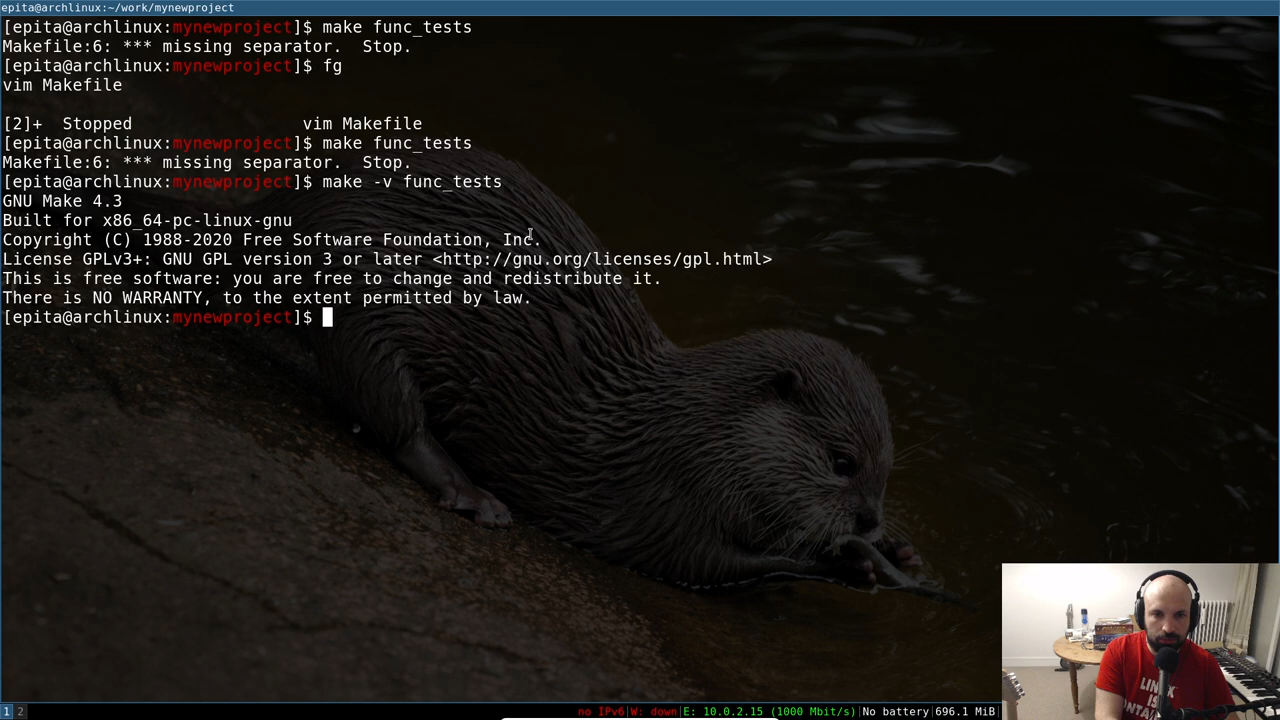 epita@archlinux:~/work/mynewproject
[epita@archlinux:mynewproject]$ make func_tests
Makefile:6: *** missing separator.  Stop.
[epita@archlinux:mynewproject]$ fg
vim Makefile
[2]+  Stopped                 vim Makefile
[epita@archlinux:mynewproject]$ make func_tests
Makefile:6: *** missing separator.  Stop.
[epita@archlinux:mynewproject]$ make -v func_tests
GNU Make 4.3
Built for x86_64-pc-linux-gnu
Copyright (C) 1988-2020 Free Software Foundation, Inc.
License GPLv3+: GNU GPL version 3 or later <http://gnu.org/licenses/gpl.html>
This is free software: you are free to change and redistribute it.
There is NO WARRANTY, to the extent permitted by law.
[epita@archlinux:mynewproject]$
LINUX
IS
1 2
no IPv6|W: down|E: 10.0.2.15 (1000 Mbit/s)|No battery|696.1 MiB